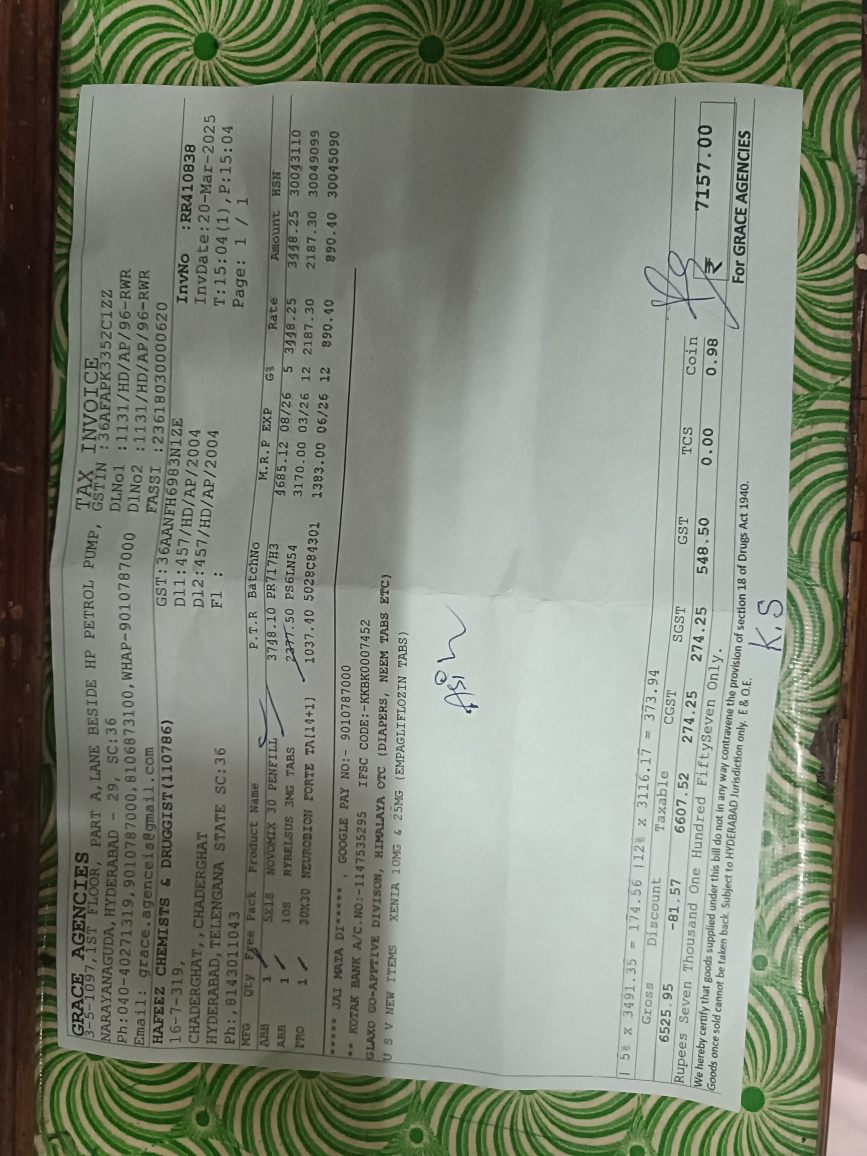 GRACE AGENCIES
3-5-1097,1ST FLOOR, PART A,LANE BESIDE HP PETROL PUMP,
NARAYANAGUDA,HYDERABAD - 29, SC:36
Ph:040-40271319,9010787000,8106873100,WHAP-9010787000
Email: grace.agenceis@gmail.com
TAX INVOICE
GSTIN :36AFAPK3352C1ZZ
DLNo1 :1131/HD/AP/96-RWR
DlNo2 :1131/HD/AP/96-RWR
FASSI :23618030000620
HAFEEZ CHEMISTS & DRUGGIST(110786)
16-7-319,
CHADERGHAT,,CHADERGHAT
HYDERABAD,TELENGANA STATE SC:36
Ph:,8143011043
GST:36AANFH6983N1ZE
Dl1:457/HD/AP/2004
Dl2:457/HD/AP/2004
Fl :
InvNo :RR410838
InvDate:20-Mar-2025
T:15:04(1),P:15:04
Page: 1 / 1
MFG Qty Free Pack Product Name P.T.R BatchNo M.R.P EXP G% Rate Amount HSN
ABB 1 5X1S NOVOMIX 30 PENFILL 3748.10 PR717H3 4685.12 08/26 5 3448.25 3448.25 30043110
ABB 1 10S RYBELSUS 3MG TABS 2377.50 PS6LN54 3170.00 03/26 12 2187.30 2187.30 30049099
PRO 1 30X30 NEUROBION FORTE TA[14+1] 1037.40 5028C84301 1383.00 06/26 12 890.40 890.40 30045090
***** JAI MATA DI***** , GOOGLE PAY NO:- 9010787000
** KOTAK BANK A/C.NO:-1147535295 IFSC CODE:-KKBK0007452
GLAXO GO-APPTIVE DIVISON, HIMALAYA OTC (DIAPERS, NEEM TABS ETC)
U S V NEW ITEMS XENIA 10MG & 25MG (EMPAGLIFLOZIN TABS)
| 5% X 3491.35 = 174.56 |12% x 3116.17 = 373.94
Gross Discount Taxable CGST SGST GST TCS Coin
6525.95 -81.57 6607.52 274.25 274.25 548.50 0.00 0.98
₹ 7157.00
Rupees Seven Thousand One Hundred FiftySeven Only.
We hereby certify that goods supplied under this bill do not in any way contravene the provision of section 18 of Drugs Act 1940.
Goods once sold cannot be taken back. Subject to HYDERABAD Jurisdiction only. E & O.E.
For GRACE AGENCIES
K.S